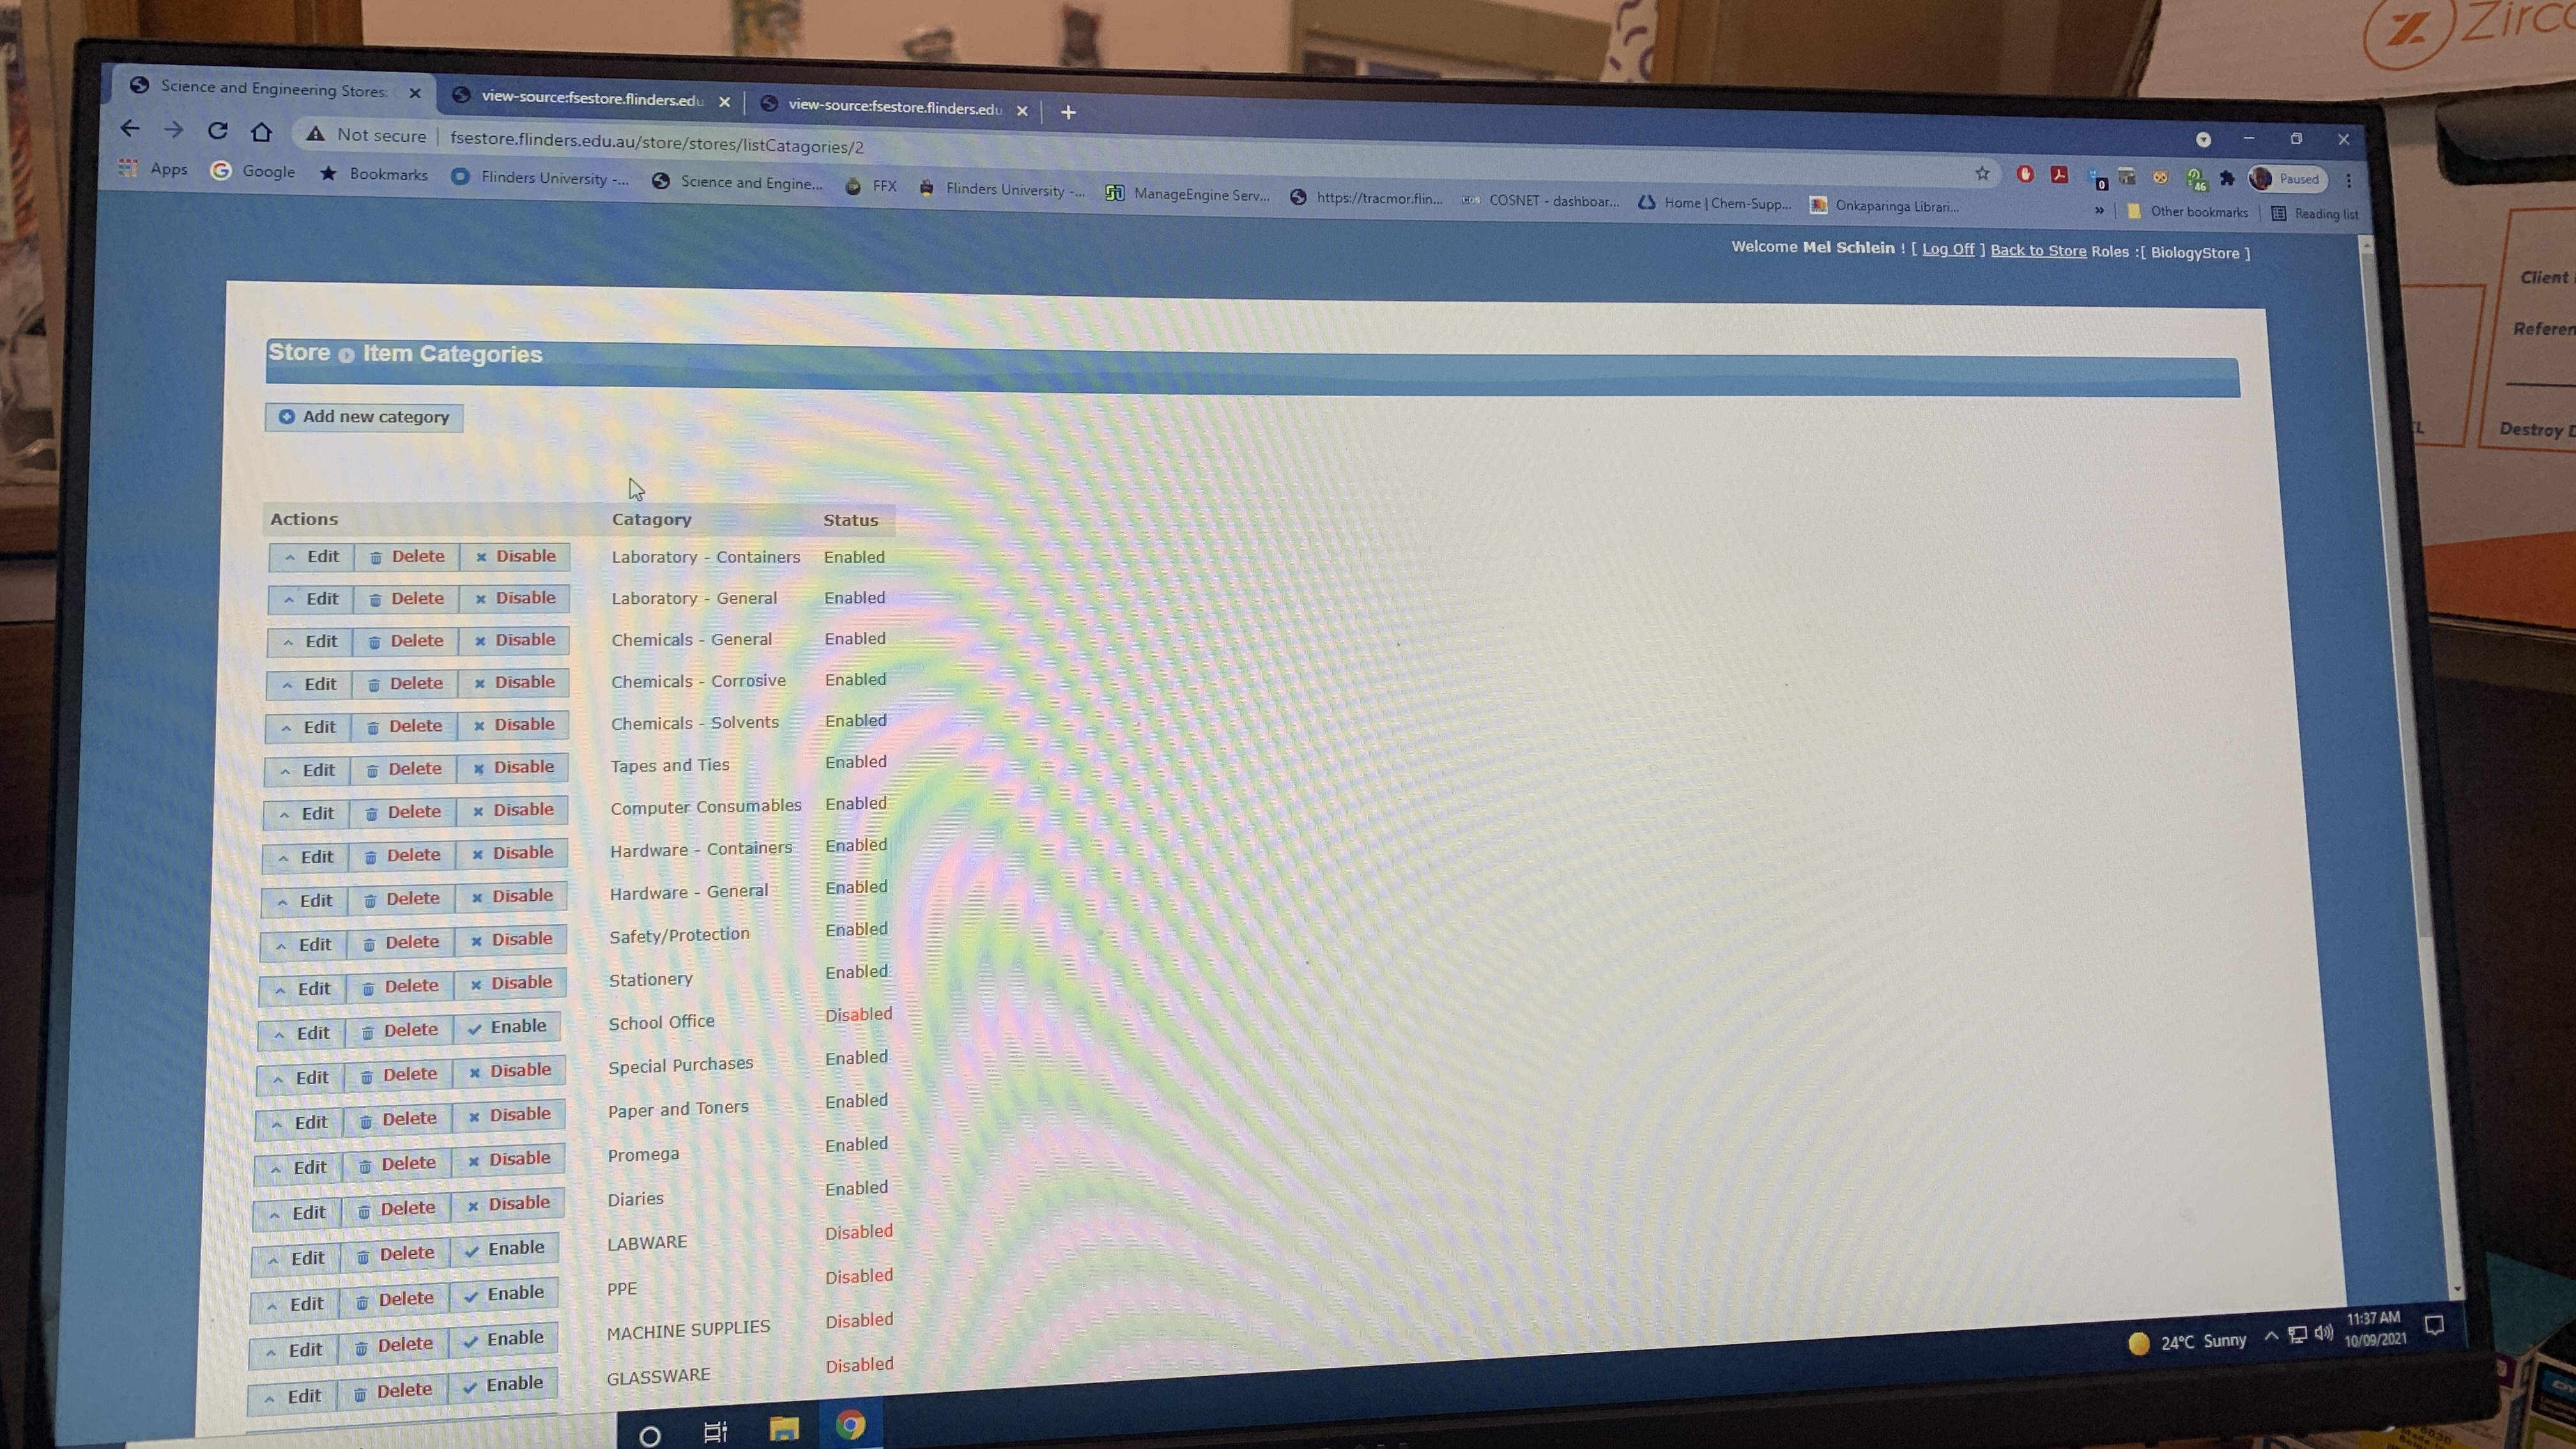 Zirco
Science and Engineering Stores:
view-source:fsestore.flinders.edu
view-source:fsestore.flinders.edu
Not secure | fsestore.flinders.edu.au/store/stores/listCatagories/2
Paused
Apps Google Bookmarks Flinders University -... Science and Engine... FFX Flinders University -... ManageEngine Serv... https://tracmor.flin... COSNET - dashboar... Home | Chem-Supp... Onkaparinga Librari... » Other bookmarks Reading list
Welcome Mel Schlein ! [ Log Off ] Back to Store Roles :[ BiologyStore ]
Store Item Categories
Add new category
Actions Catagory Status
Edit Delete Disable Laboratory - Containers Enabled
Edit Delete Disable Laboratory - General Enabled
Edit Delete Disable Chemicals - General Enabled
Edit Delete Disable Chemicals - Corrosive Enabled
Edit Delete Disable Chemicals - Solvents Enabled
Edit Delete Disable Tapes and Ties Enabled
Edit Delete Disable Computer Consumables Enabled
Edit Delete Disable Hardware - Containers Enabled
Edit Delete Disable Hardware - General Enabled
Edit Delete Disable Safety/Protection Enabled
Edit Delete Disable Stationery Enabled
Edit Delete Enable School Office Disabled
Edit Delete Disable Special Purchases Enabled
Edit Delete Disable Paper and Toners Enabled
Edit Delete Disable Promega Enabled
Edit Delete Disable Diaries Enabled
Edit Delete Enable LABWARE Disabled
Edit Delete Enable PPE Disabled
Edit Delete Enable MACHINE SUPPLIES Disabled
Edit Delete Enable GLASSWARE Disabled
24°C Sunny
11:37 AM
10/09/2021
Client
Referen
Destroy D